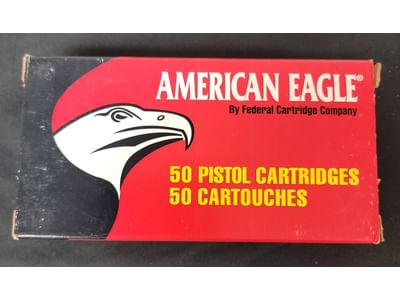 AMERICAN EAGLE®
By Federal Cartridge Company
50 PISTOL CARTRIDGES
50 CARTOUCHES